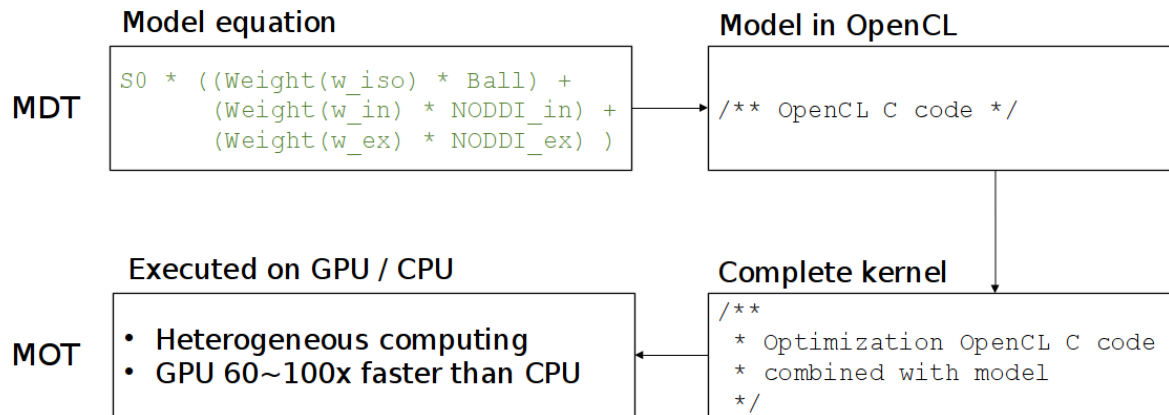 Model equation
Model in OpenCL
MDT
S0 * ((Weight(w_iso) * Ball) +
(Weight(w_in) * NODDI_in) +
(Weight(w_ex) * NODDI_ex) )
/** OpenCL C code */
Executed on GPU / CPU
Complete kernel
MOT
• Heterogeneous computing
• GPU 60~100x faster than CPU
/**
* Optimization OpenCL C code
* combined with model
*/